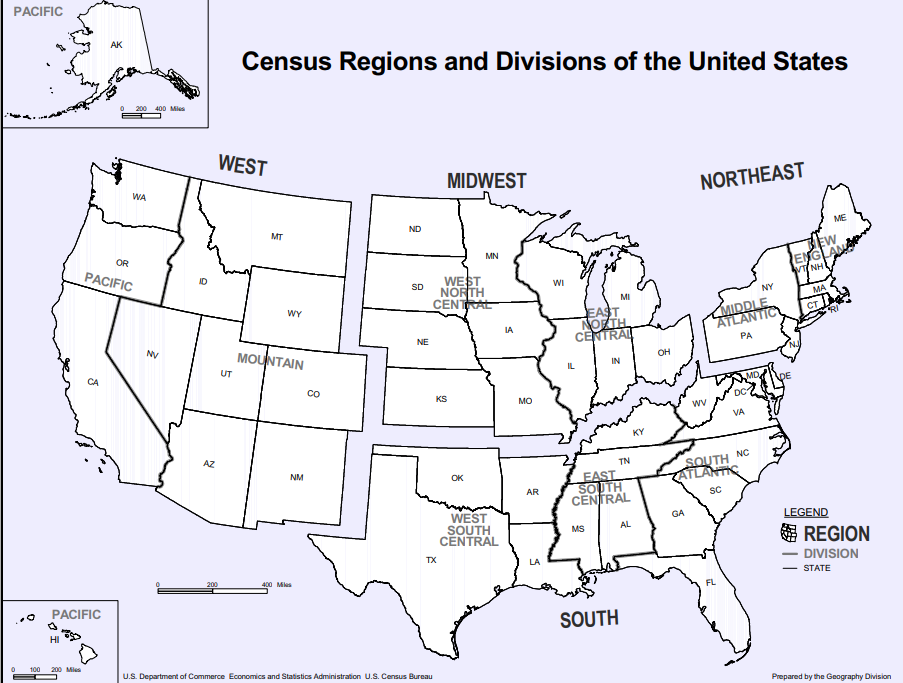 PACIFIC
AK
0 200 400 Miles
Census Regions and Divisions of the United States
WEST
MIDWEST
NORTHEAST
WA
MT
ND
MN
ME
OR
ID
SD
WI
MI
NEW
ENGLAND
VT
NH
PACIFIC
WY
WEST
NORTH
CENTRAL
EAST
NORTH
CENTRAL
NY
MA
CT
RI
MIDDLE
ATLANTIC
PA
NJ
NV
NE
IA
MOUNTAIN
UT
CO
CA
KS
MO
IL
IN
OH
MD
DE
DC
WV
VA
KY
AZ
NM
OK
AR
TN
NC
SOUTH
ATLANTIC
SC
EAST
SOUTH
CENTRAL
WEST
SOUTH
CENTRAL
MS
AL
GA
TX
LA
FL
LEGEND
REGION
DIVISION
STATE
0 200 400 Miles
SOUTH
PACIFIC
HI
0 100 200 Miles
U.S. Department of Commerce Economics and Statistics Administration U.S. Census Bureau
Prepared by the Geography Division